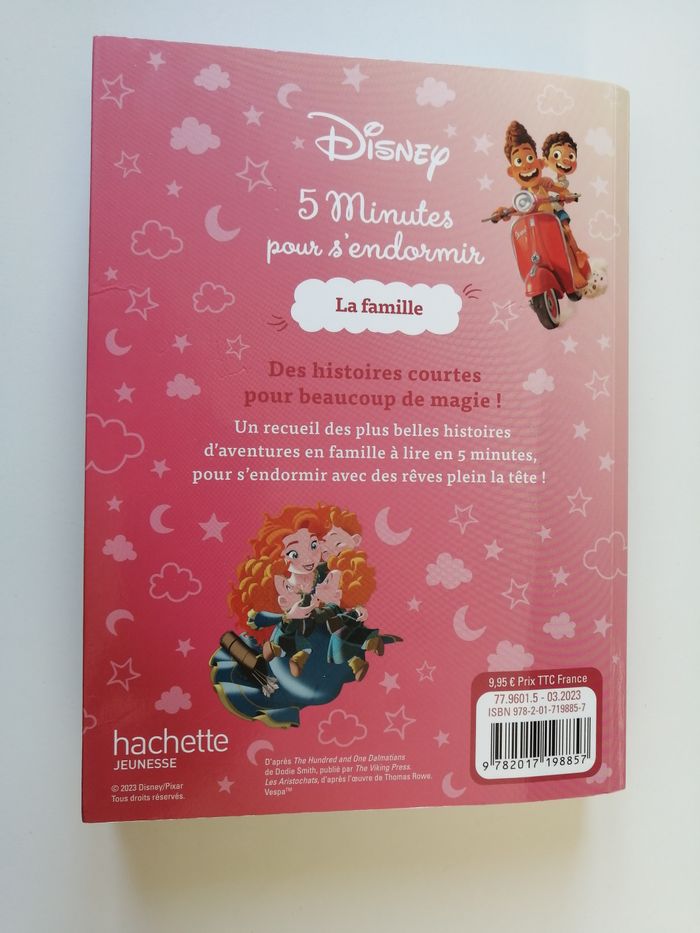 Disney
5 Minutes
pour s'endormir
La famille
Des histoires courtes
pour beaucoup de magie !
Un recueil des plus belles histoires
d'aventures en famille à lire en 5 minutes,
pour s'endormir avec des rêves plein la tête !
9,95 € Prix TTC France
77.9601.5 - 03.2023
ISBN 978-2-01-719885-7
9 782017 198857
hachette
JEUNESSE
© 2023 Disney/Pixar
Tous droits réservés.
D'après The Hundred and One Dalmatians
de Dodie Smith, publié par The Viking Press.
Les Aristochats, d'après l'œuvre de Thomas Rowe.
Vespa™